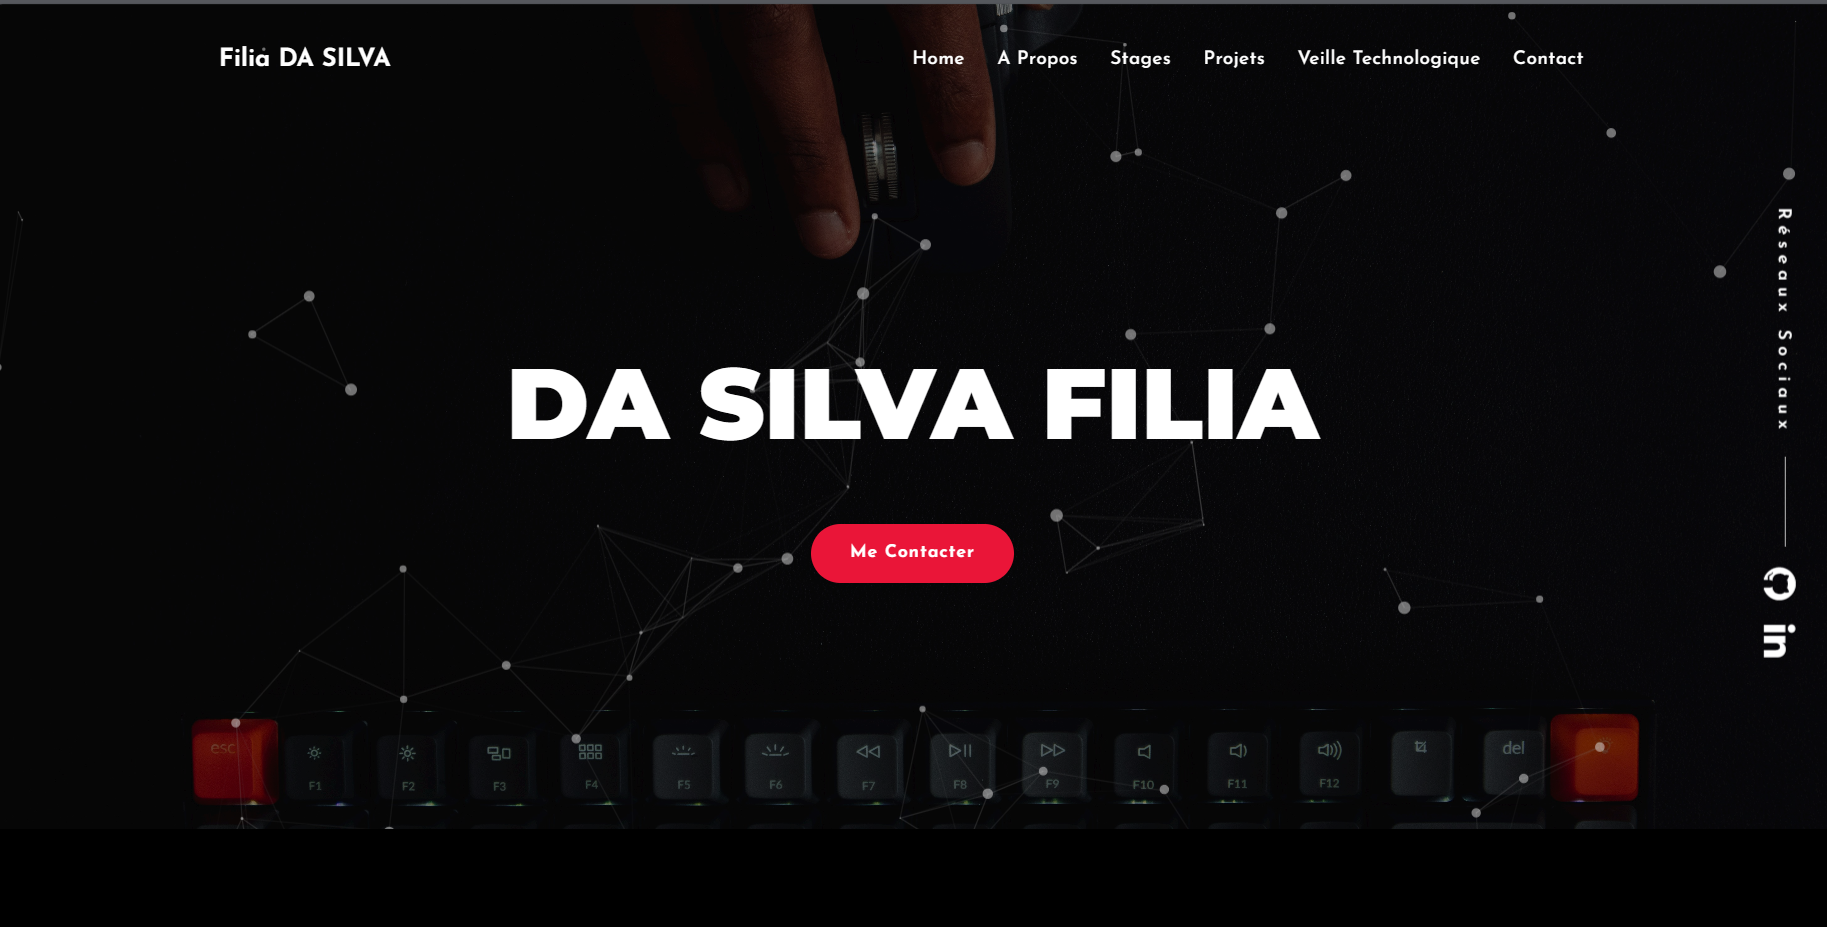 Filia DA SILVA
Home A Propos Stages Projets Veille Technologique Contact
Réseaux Sociaux
DA SILVA FILIA
Me Contacter
in
esc
del
F1 F2 F3 F4 F5 F6 F7 F8 F9 F10 F11 F12